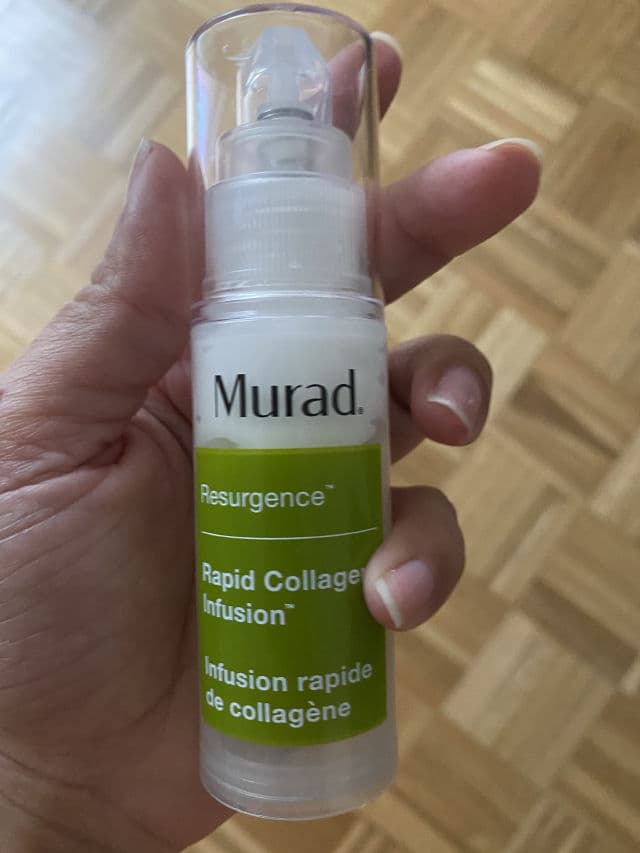 Murad®
Resurgence™
Rapid Collage
Infusion™
Infusion rapide
de collagène